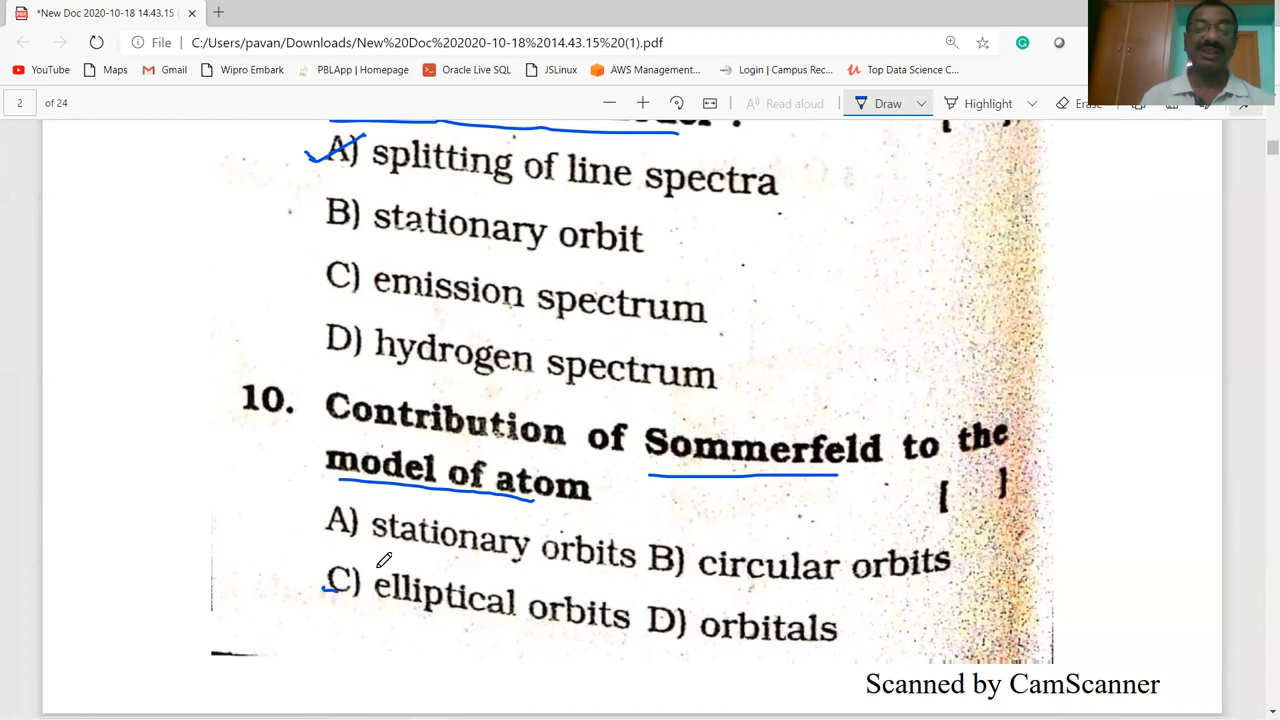 *New Doc 2020-10-18 14.43.15
File C:/Users/pavan/Downloads/New%20Doc%202020-10-18%2014.43.15%20(1).pdf
YouTube Maps Gmail Wipro Embark PBLApp | Homepage Oracle Live SQL JSLinux AWS Management... Login | Campus Rec... Top Data Science C...
2 of 24 Read aloud Draw Highlight
A) splitting of line spectra
B) stationary orbit
C) emission spectrum
D) hydrogen spectrum
10. Contribution of Sommerfeld to the
model of atom [ ]
A) stationary orbits B) circular orbits
C) elliptical orbits D) orbitals
Scanned by CamScanner